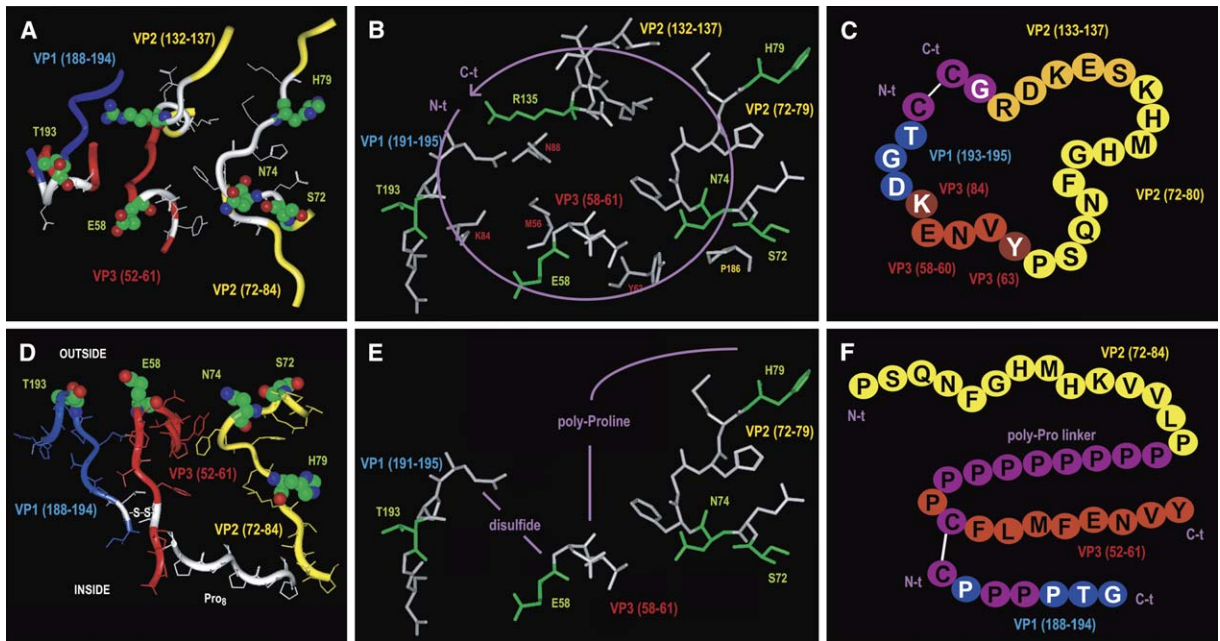 A
VP2 (132-137)
VP1 (188-194)
H79
T193
N74
S72
E58
VP3 (52-61)
VP2 (72-84)
B
VP2 (132-137)
H79
C-t
N-t
R135
VP2 (72-79)
VP1 (191-195)
N88
N74
T193
VP3 (58-61)
M56
K84
S72
P186
E58
Y63
C
VP2 (133-137)
C-t
N-t
C C G R D K E S K H M H G F N Q S P Y V N E K D G T
VP1 (193-195)
VP3 (84)
VP2 (72-80)
VP3 (58-60)
VP3 (63)
D
OUTSIDE
E58
S72
T193
N74
VP3 (52-61)
H79
VP1 (188-194)
-S-S-
VP2 (72-84)
INSIDE
Pro8
E
H79
poly-Proline
VP2 (72-79)
VP1 (191-195)
T193
N74
disulfide
S72
E58
VP3 (58-61)
F
VP2 (72-84)
P S Q N F G H M H K V V L P
N-t
poly-Pro linker
P P P P P P P P
P C F L M F E N V Y
C-t
VP3 (52-61)
N-t
C P P P P T G
C-t
VP1 (188-194)